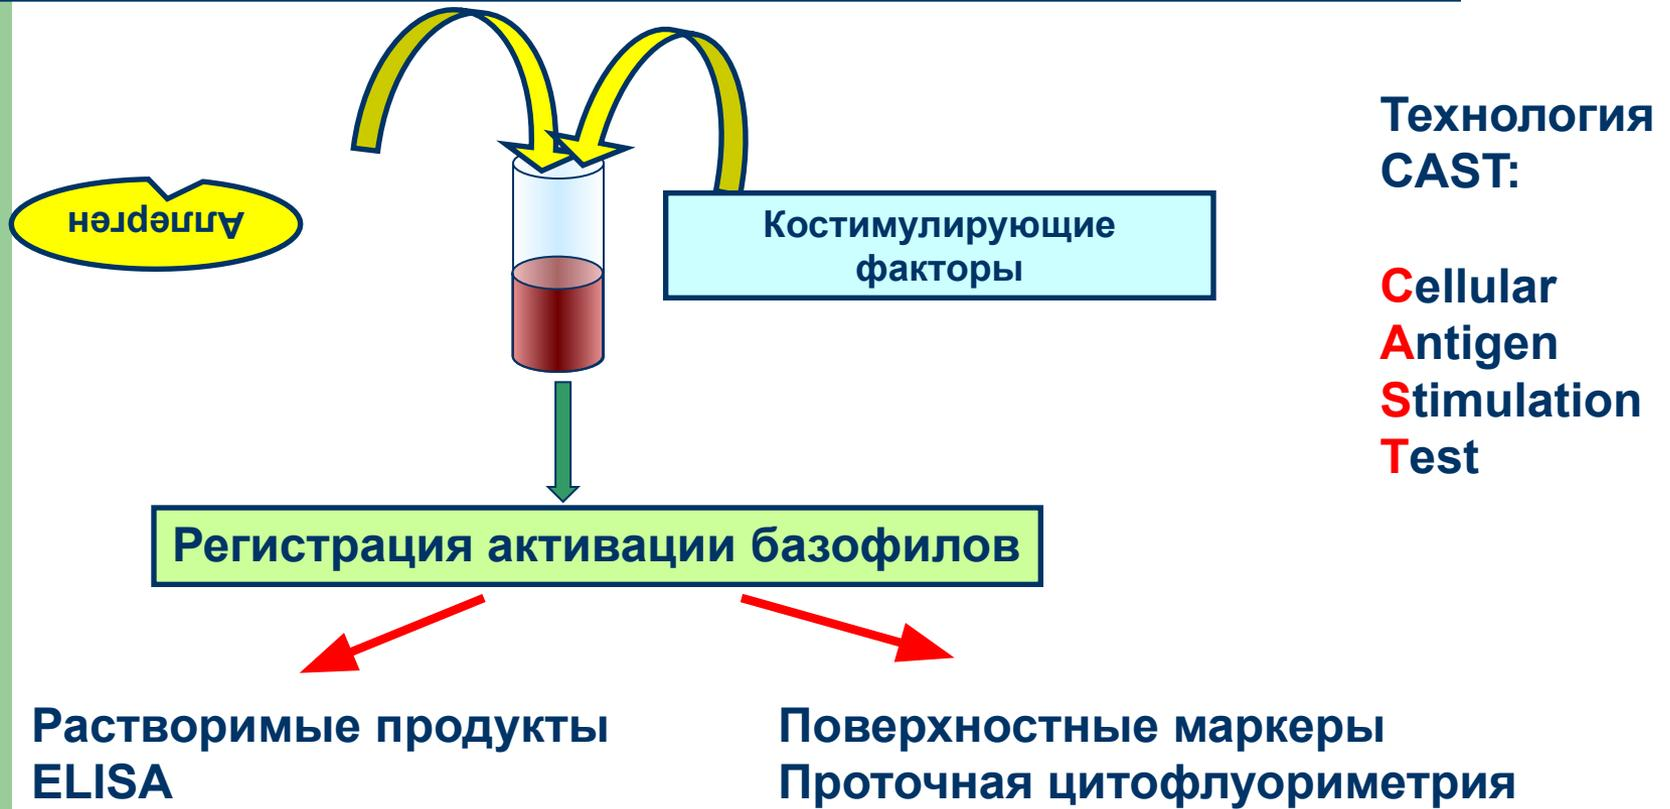 Аллерген
Костимулирующие
факторы
Технология
CAST:
Cellular
Antigen
Stimulation
Test
Регистрация активации базофилов
Растворимые продукты
ELISA
Поверхностные маркеры
Проточная цитофлуориметрия